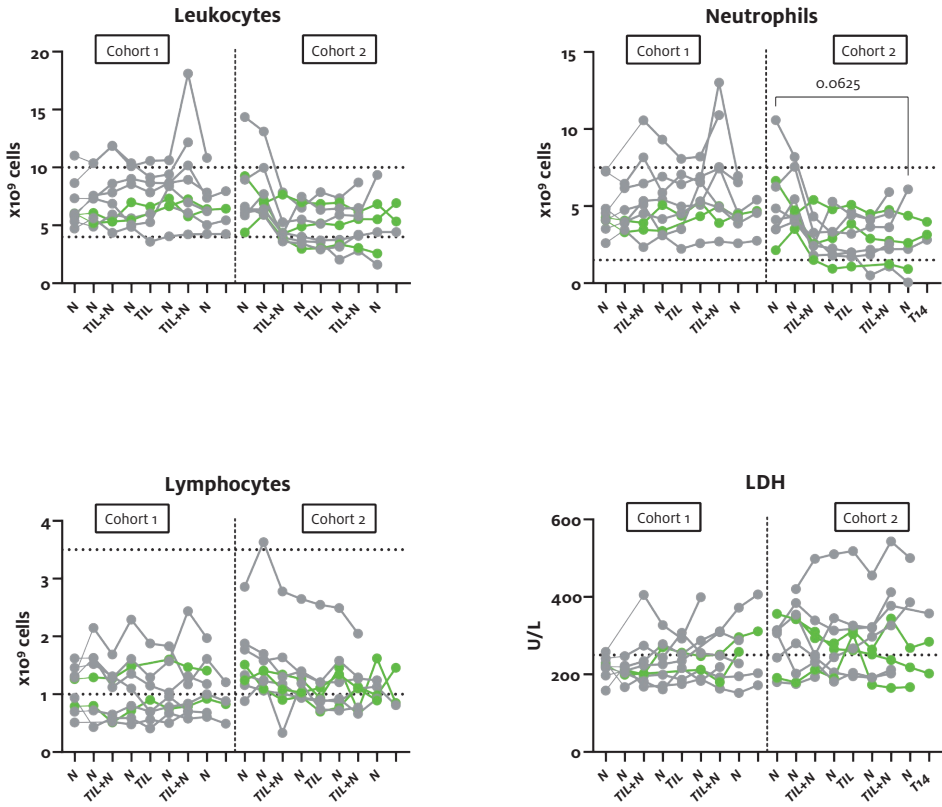 Leukocytes
Cohort 1
Cohort 2
x10⁹ cells
20
15
10
5
0
N
N
TIL+N
N
TIL
N
TIL+N
N
N
N
TIL+N
N
TIL
N
TIL+N
N
Neutrophils
Cohort 1
Cohort 2
0.0625
x10⁹ cells
15
10
5
0
N
N
TIL+N
N
TIL
N
TIL+N
N
N
N
TIL+N
N
TIL
N
TIL+N
N
T14
Lymphocytes
Cohort 1
Cohort 2
x10⁹ cells
4
3
2
1
0
N
N
TIL+N
N
TIL
N
TIL+N
N
N
N
TIL+N
N
TIL
N
TIL+N
N
LDH
Cohort 1
Cohort 2
U/L
600
400
200
0
N
N
TIL+N
N
TIL
N
TIL+N
N
N
N
TIL+N
N
TIL
N
TIL+N
N
T14